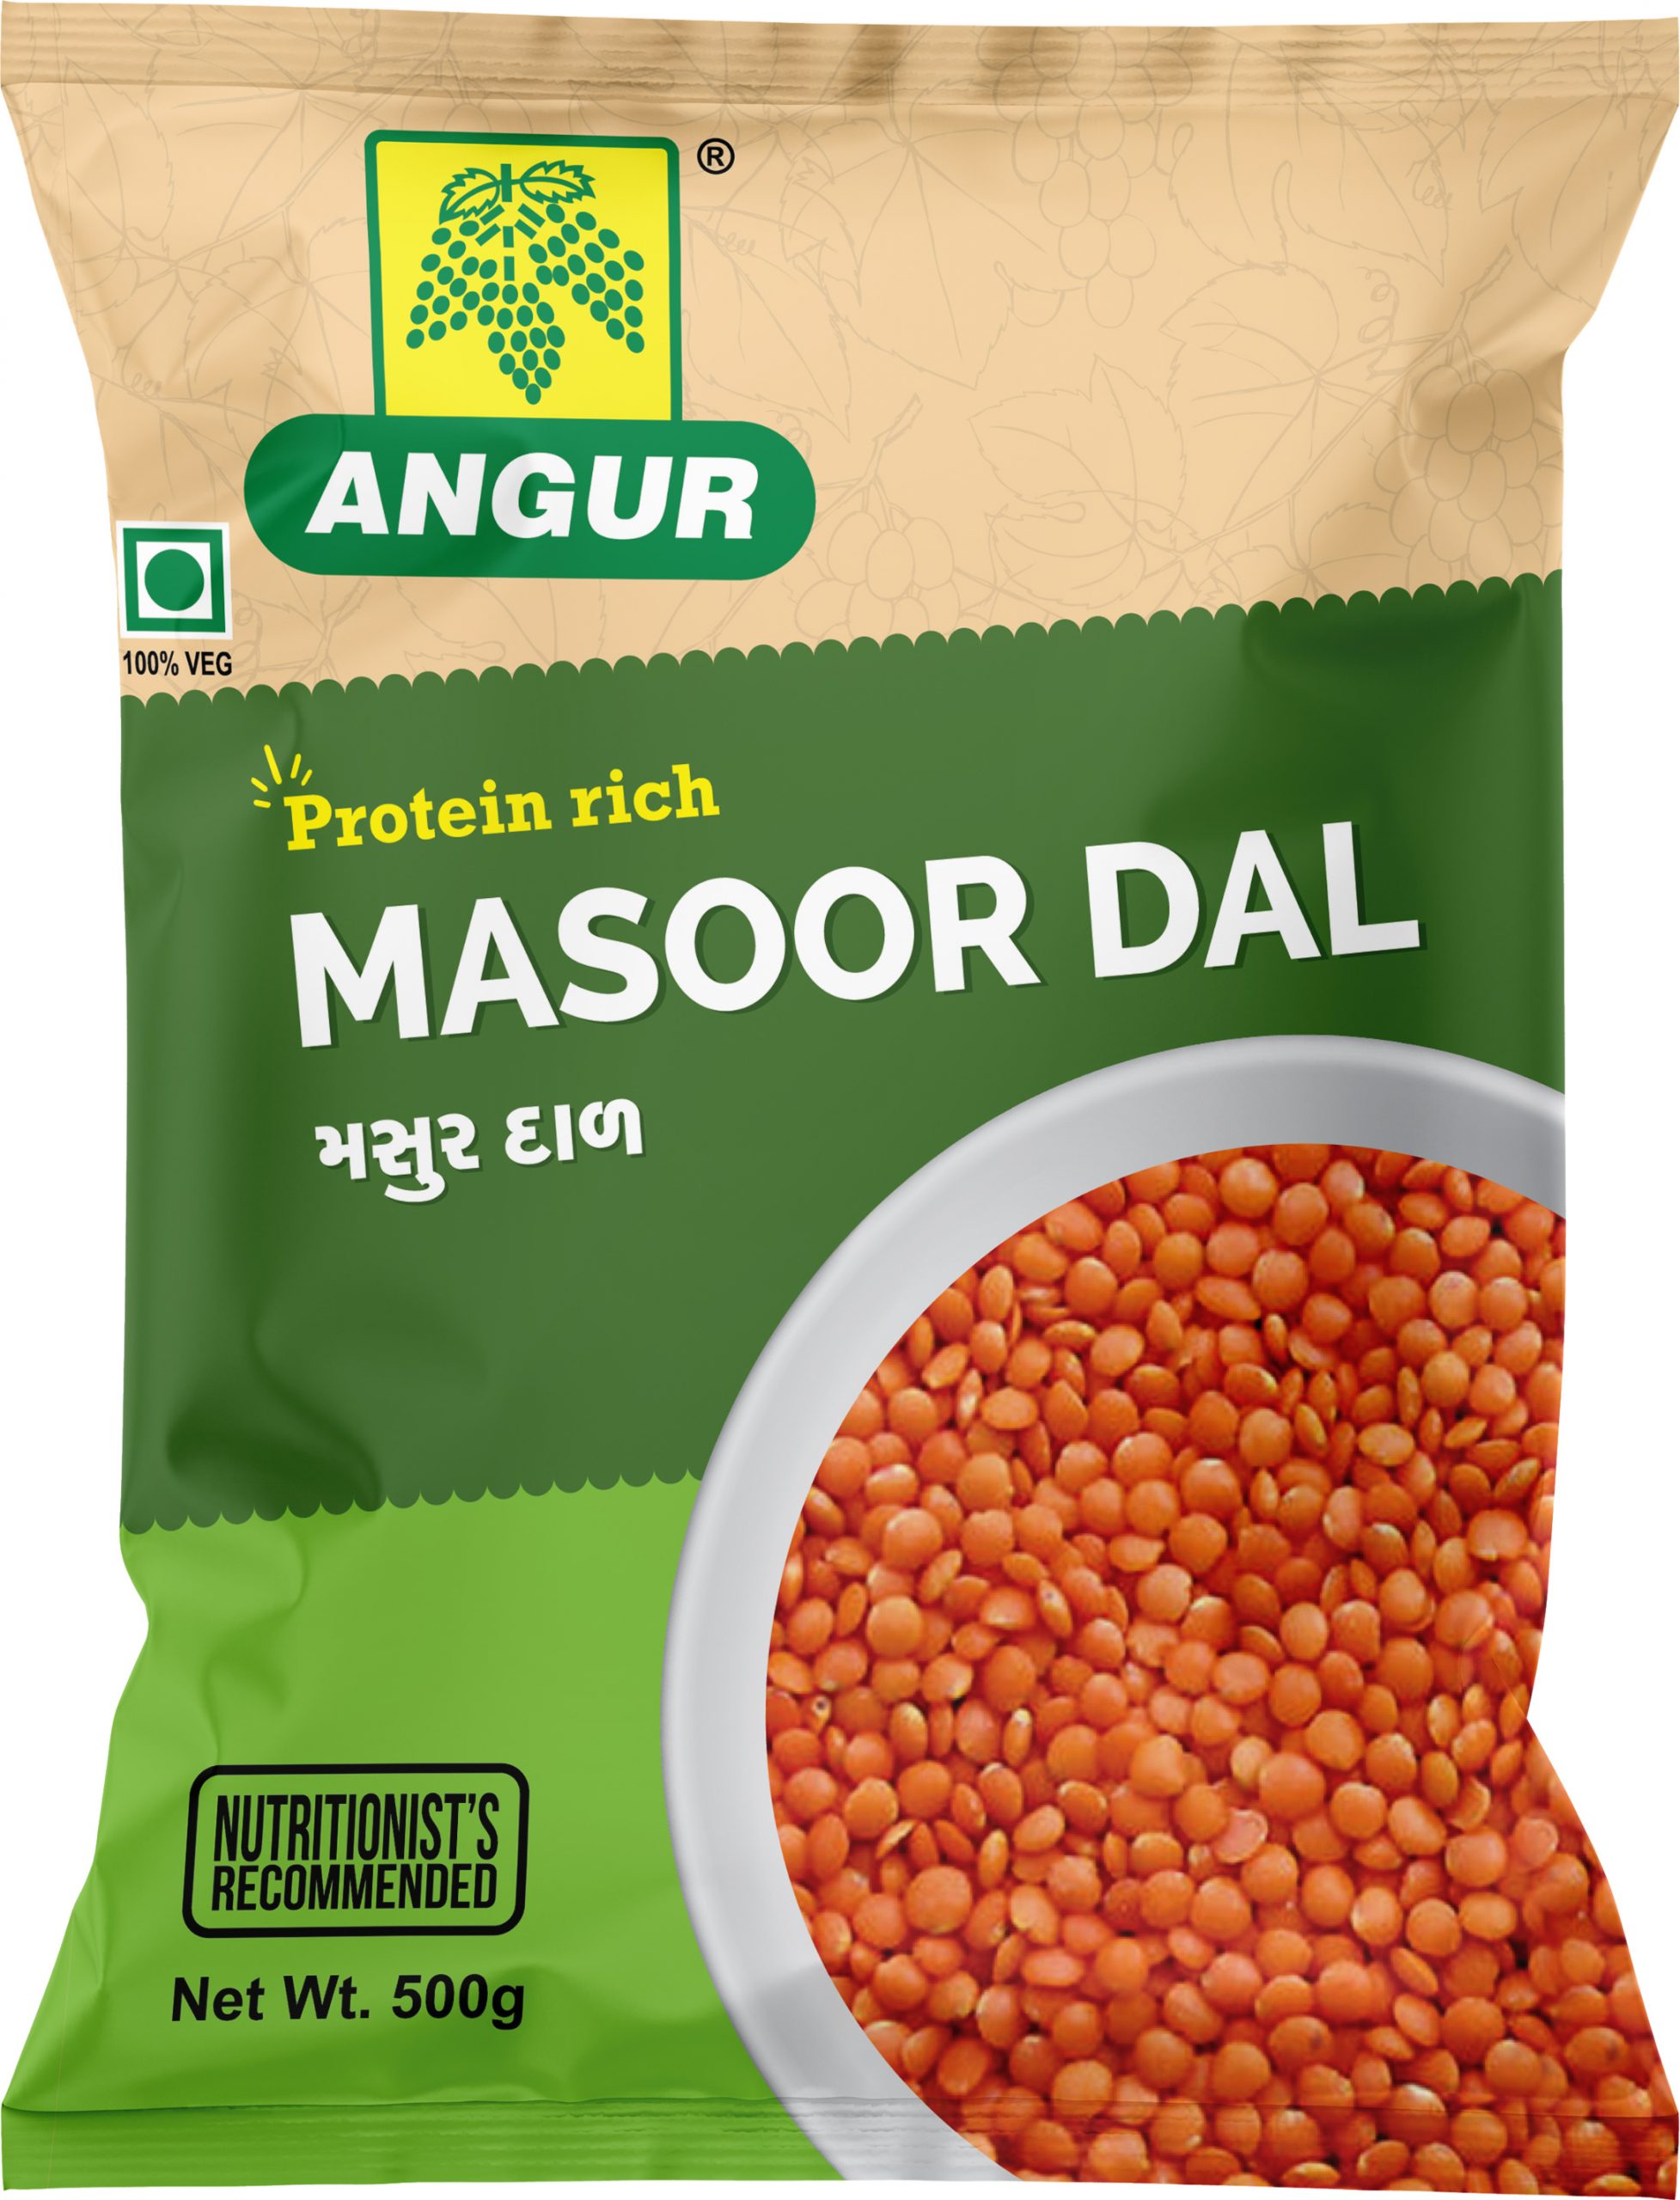 ®
ANGUR
100% VEG
Protein rich
MASOOR DAL
મસુર દાળ
NUTRITIONIST'S
RECOMMENDED
Net Wt. 500g